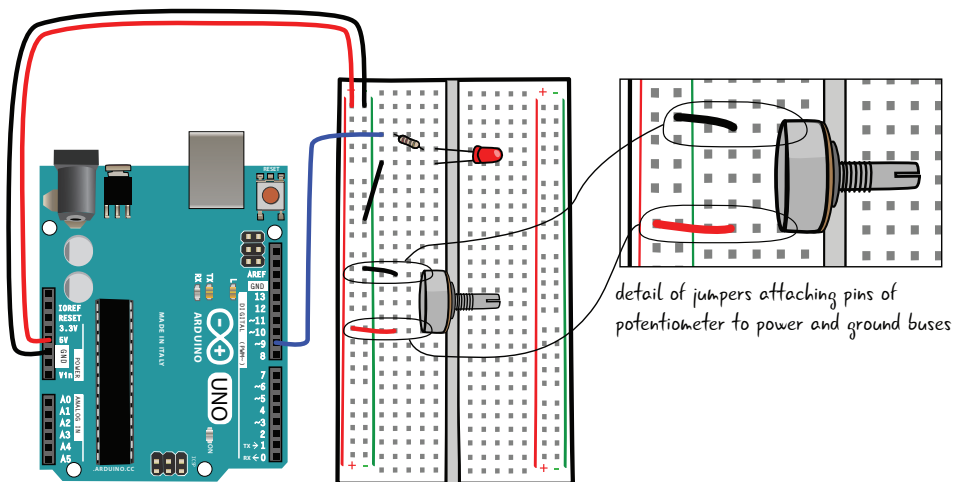 RESET
AREF
GND
13
12
~11
~10
~9
8
7
~6
~5
4
~3
2
TX→1
RX←0
DIGITAL (PWM~)
RX
TX
L
ARDUINO
UNO
MADE IN ITALY
ON
IOREF
RESET
3.3V
5V
GND
Vin
POWER
A0
A1
A2
A3
A4
A5
ANALOG IN
.ARDUINO.CC
+ -
+ -
+ -
+ -
detail of jumpers attaching pins of
potentiometer to power and ground buses